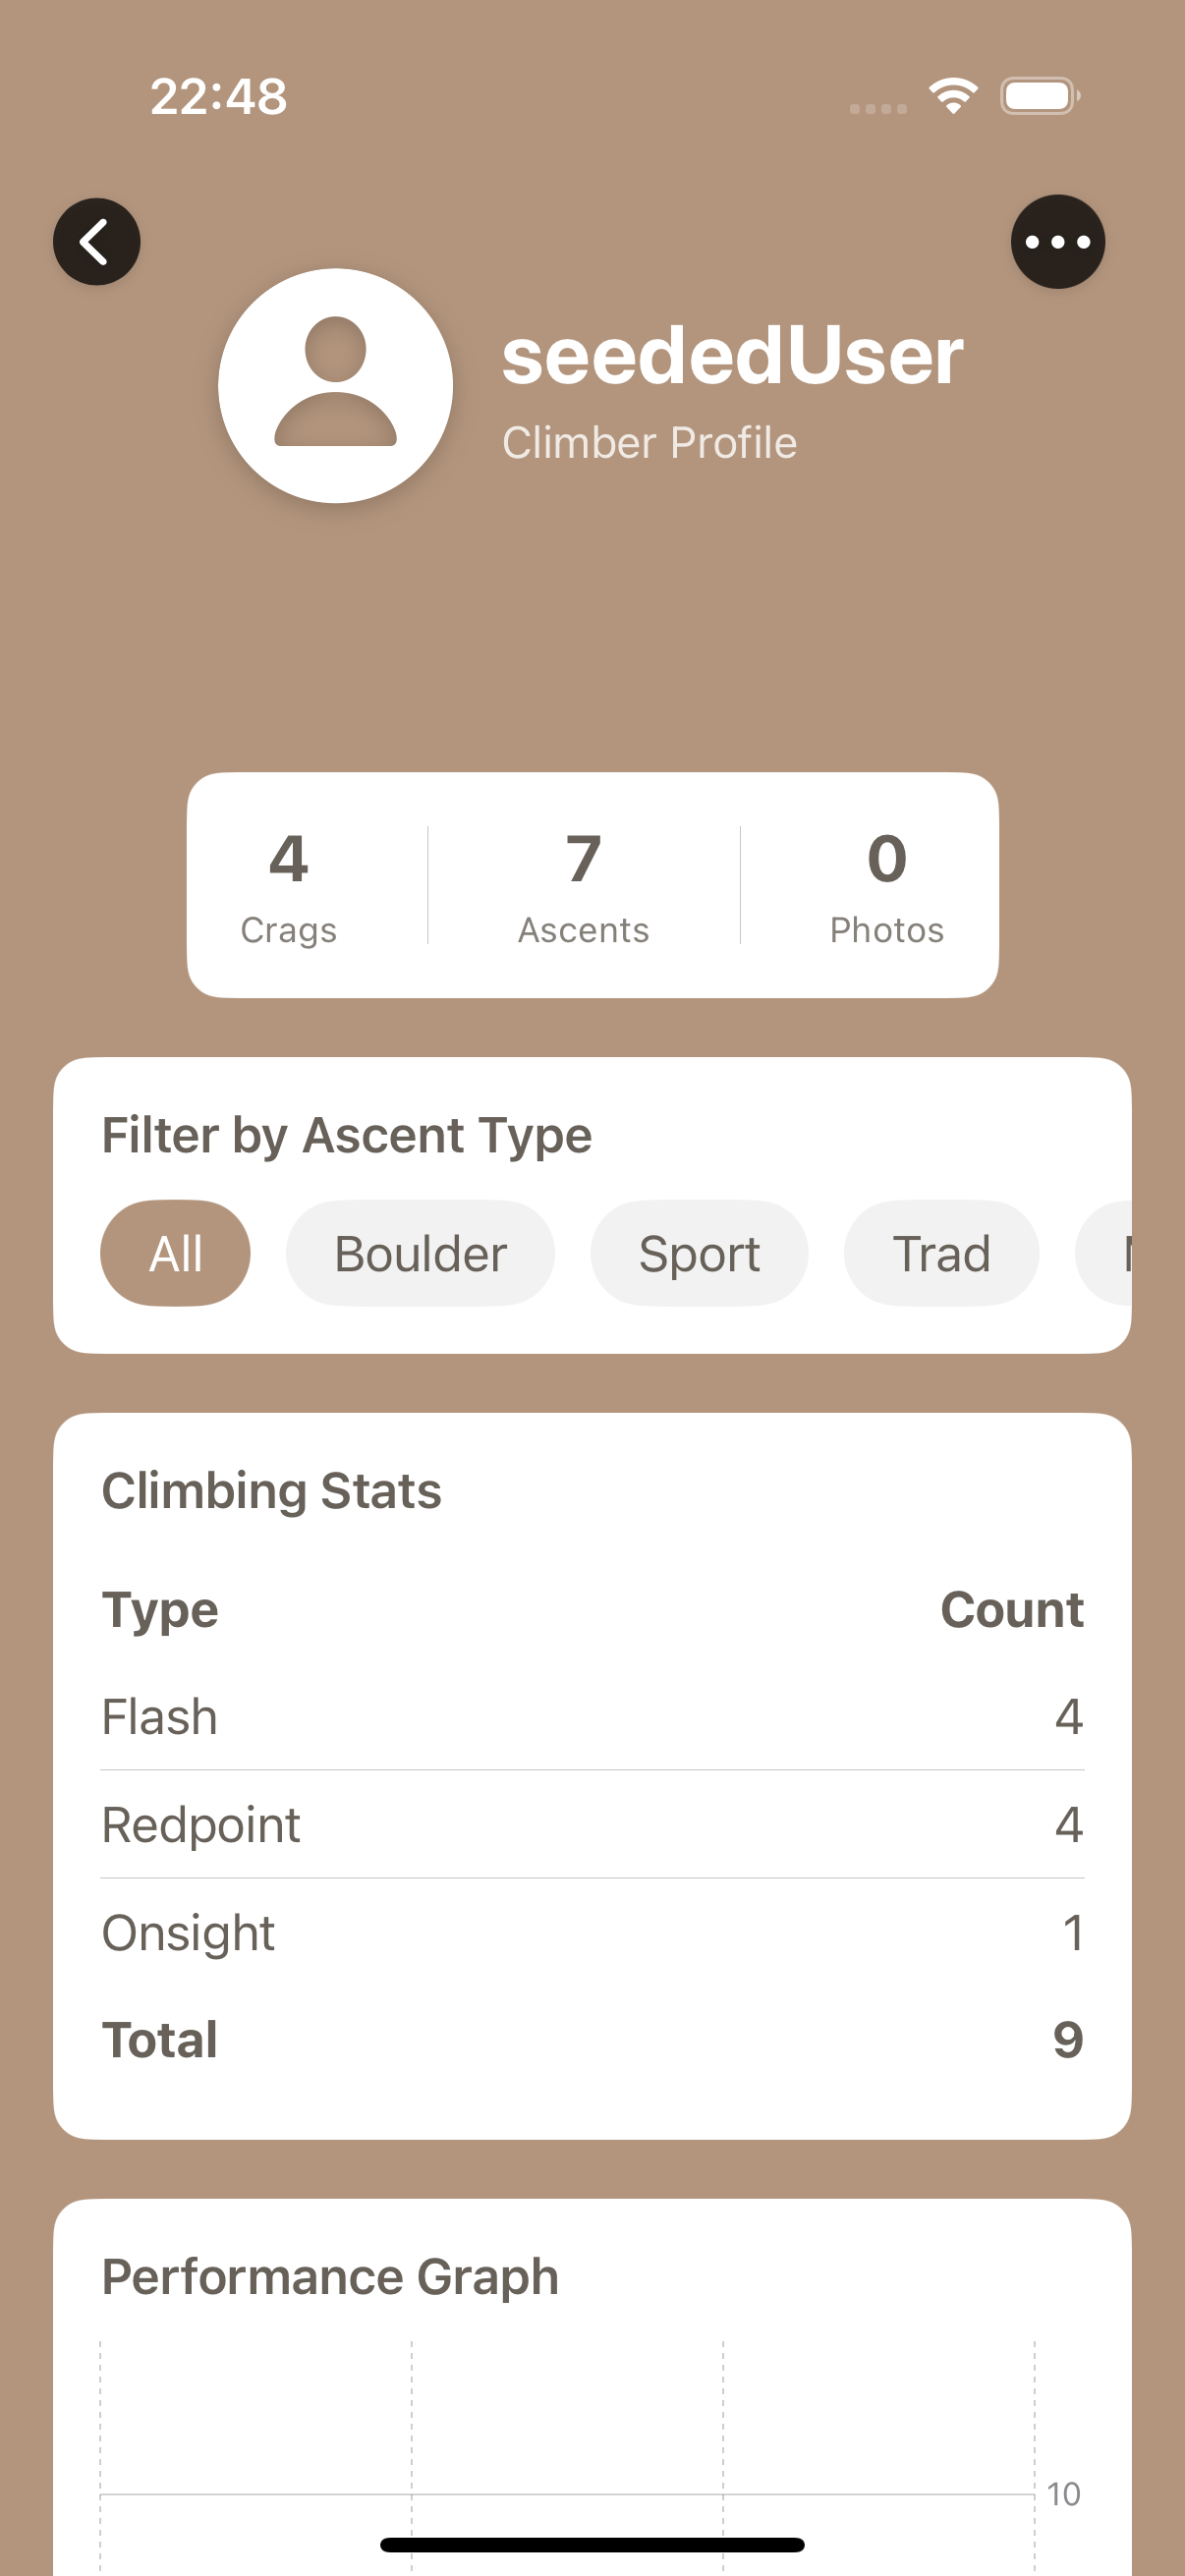 22:48
seededUser
Climber Profile
4 7 0
Crags Ascents Photos
Filter by Ascent Type
All Boulder Sport Trad
Climbing Stats
Type Count
Flash 4
Redpoint 4
Onsight 1
Total 9
Performance Graph
10